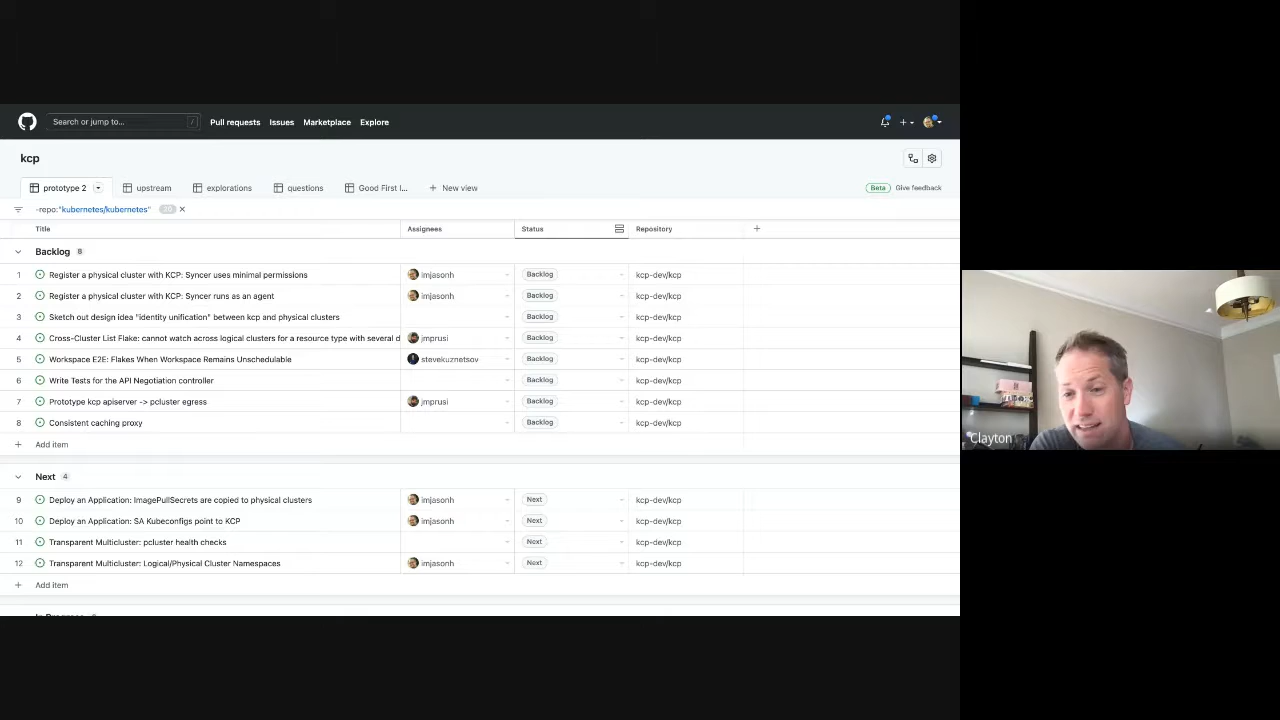 Search or jump to... /
Pull requests Issues Marketplace Explore
kcp
prototype 2 upstream explorations questions Good First I... + New view
Beta Give feedback
-repo:"kubernetes/kubernetes" 20
Title Assignees Status Repository
Backlog 8
1 Register a physical cluster with KCP: Syncer uses minimal permissions imjasonh Backlog kcp-dev/kcp
2 Register a physical cluster with KCP: Syncer runs as an agent imjasonh Backlog kcp-dev/kcp
3 Sketch out design idea "identity unification" between kcp and physical clusters Backlog kcp-dev/kcp
4 Cross-Cluster List Flake: cannot watch across logical clusters for a resource type with several d jmprusi Backlog kcp-dev/kcp
5 Workspace E2E: Flakes When Workspace Remains Unschedulable stevekuznetsov Backlog kcp-dev/kcp
6 Write Tests for the API Negotiation controller Backlog kcp-dev/kcp
7 Prototype kcp apiserver -> pcluster egress jmprusi Backlog kcp-dev/kcp
8 Consistent caching proxy Backlog kcp-dev/kcp
+ Add item
Next 4
9 Deploy an Application: ImagePullSecrets are copied to physical clusters imjasonh Next kcp-dev/kcp
10 Deploy an Application: SA Kubeconfigs point to KCP imjasonh Next kcp-dev/kcp
11 Transparent Multicluster: pcluster health checks Next kcp-dev/kcp
12 Transparent Multicluster: Logical/Physical Cluster Namespaces imjasonh Next kcp-dev/kcp
+ Add item
Clayton